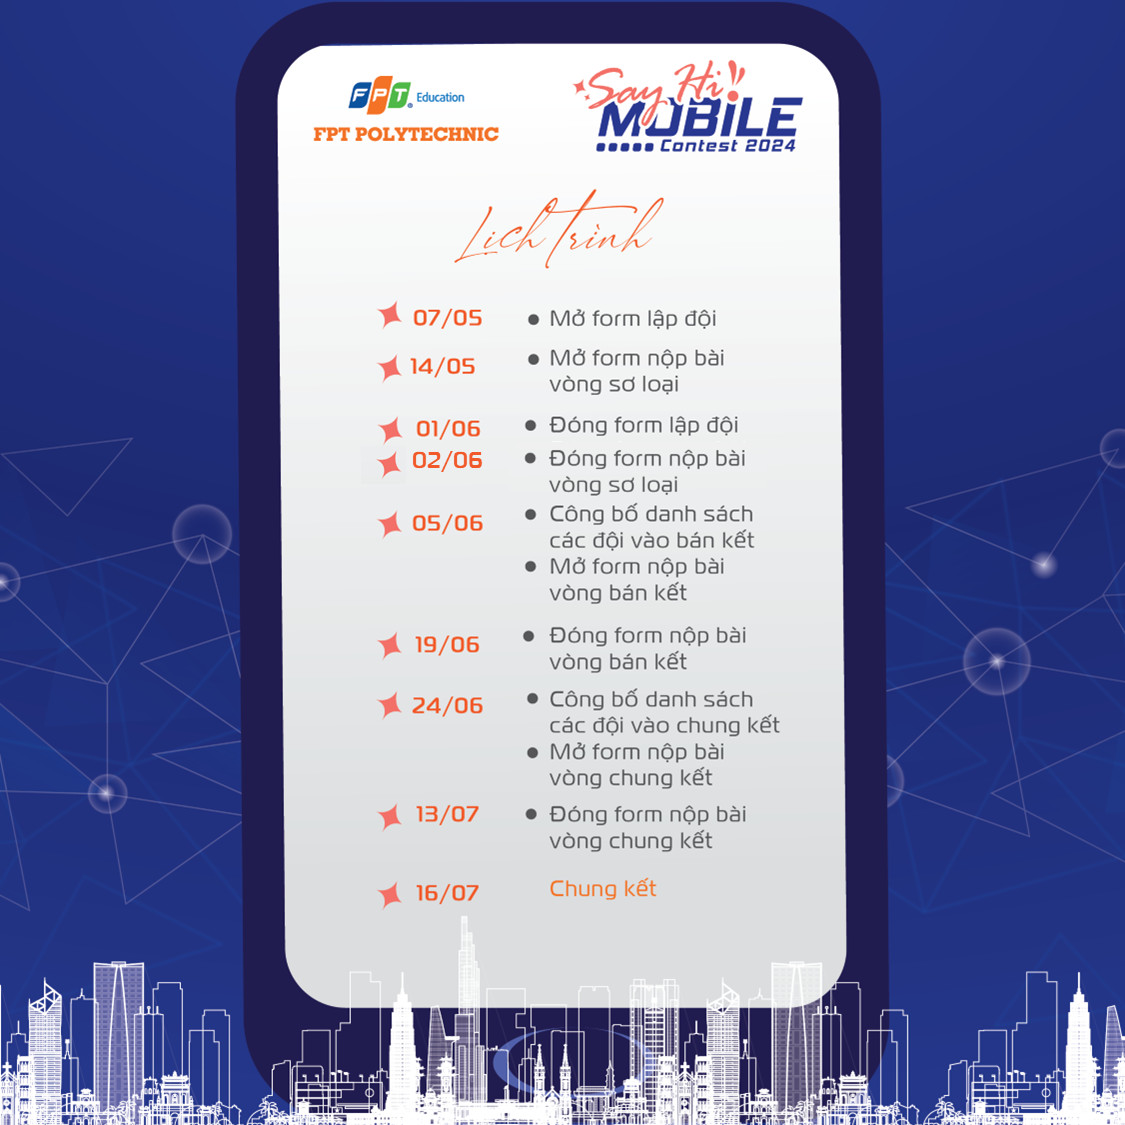 FPT Education
FPT POLYTECHNIC
Say Hi!
MOBILE
Contest 2024
Lịch trình
07/05 • Mở form lập đội
14/05 • Mở form nộp bài
vòng sơ loại
01/06 • Đóng form lập đội
02/06 • Đóng form nộp bài
vòng sơ loại
05/06 • Công bố danh sách
các đội vào bán kết
• Mở form nộp bài
vòng bán kết
19/06 • Đóng form nộp bài
vòng bán kết
24/06 • Công bố danh sách
các đội vào chung kết
• Mở form nộp bài
vòng chung kết
13/07 • Đóng form nộp bài
vòng chung kết
16/07 Chung kết